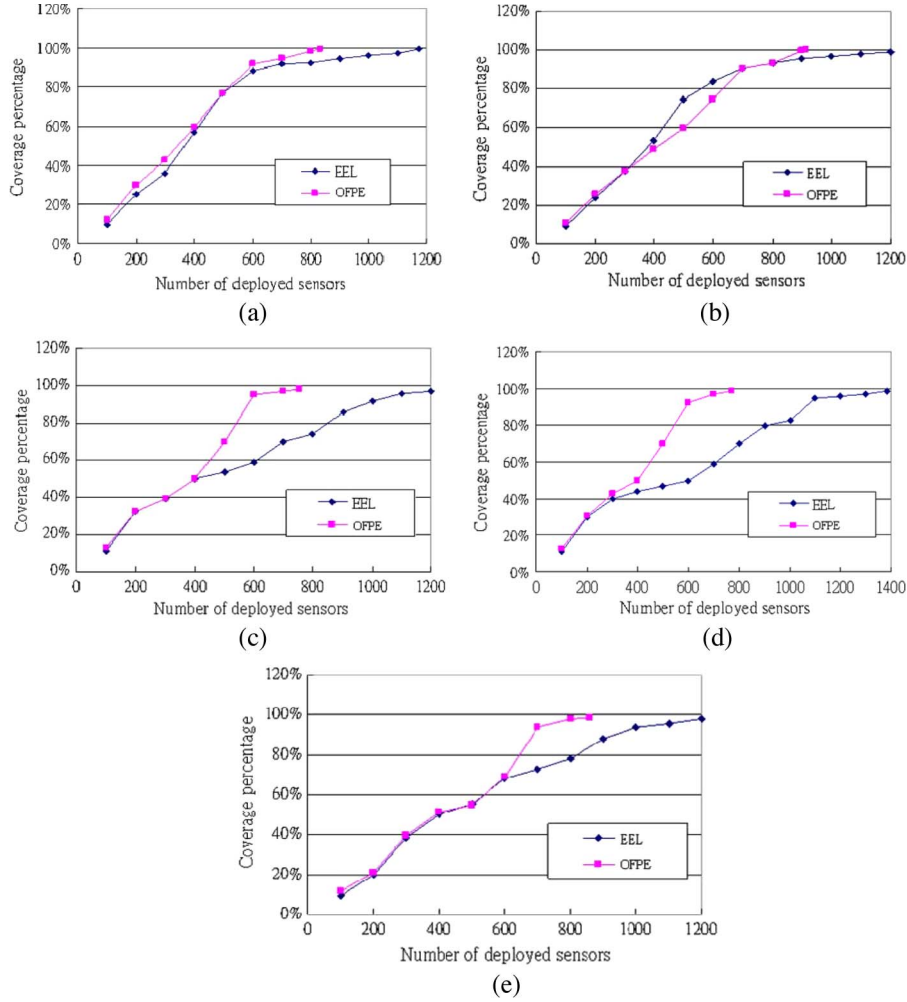 120%
100%
80%
60%
40%
20%
0%
Coverage percentage
EEL
OFPE
0 200 400 600 800 1000 1200
Number of deployed sensors
(a)
120%
100%
80%
60%
40%
20%
0%
Coverage percentage
EEL
OFPE
0 200 400 600 800 1000 1200
Number of deployed sensors
(b)
120%
100%
80%
60%
40%
20%
0%
Coverage percentage
EEL
OFPE
0 200 400 600 800 1000 1200
Number of deployed sensors
(c)
120%
100%
80%
60%
40%
20%
0%
Coverage percentage
EEL
OFPE
0 200 400 600 800 1000 1200 1400
Number of deployed sensors
(d)
120%
100%
80%
60%
40%
20%
0%
Coverage percentage
EEL
OFPE
0 200 400 600 800 1000 1200
Number of deployed sensors
(e)